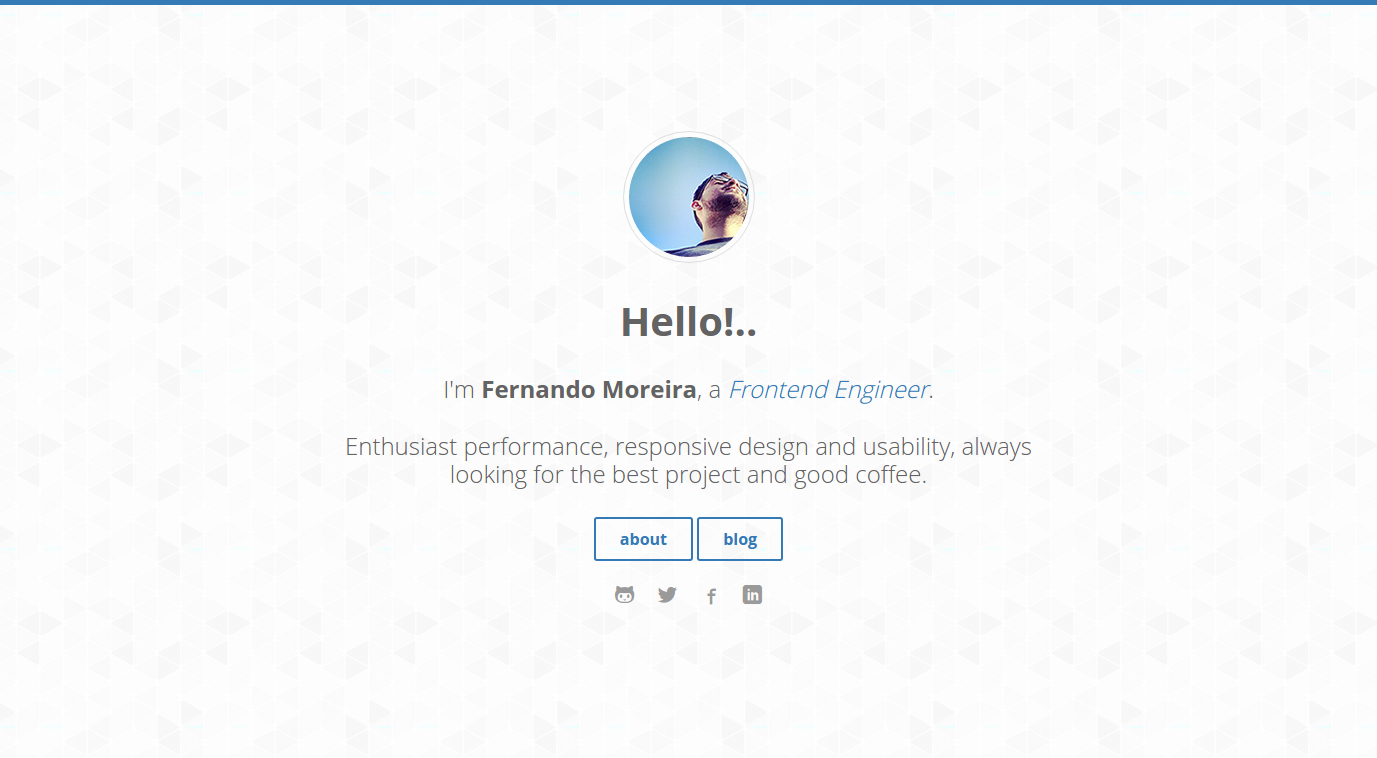 Hello!..
I'm Fernando Moreira, a Frontend Engineer.
Enthusiast performance, responsive design and usability, always
looking for the best project and good coffee.
about blog
f in